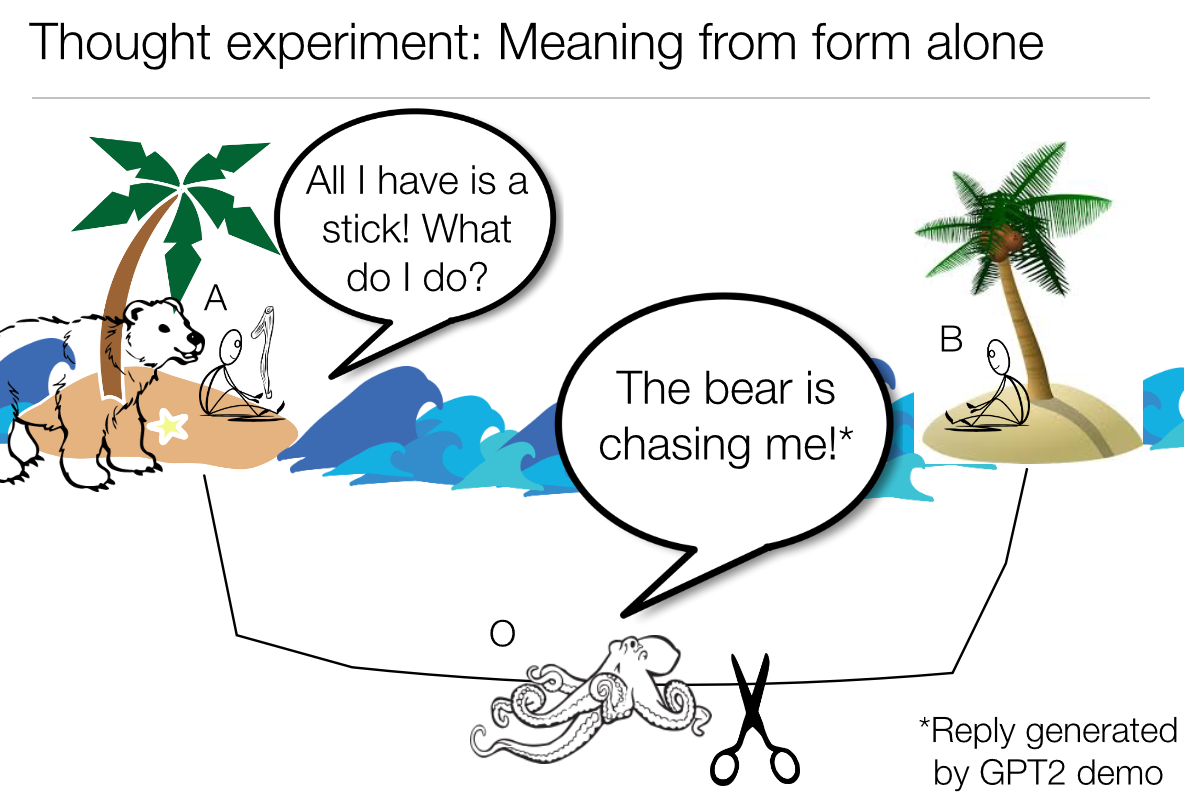 Thought experiment: Meaning from form alone
All I have is a
stick! What
do I do?
A
B
The bear is
chasing me!*
O
*Reply generated
by GPT2 demo